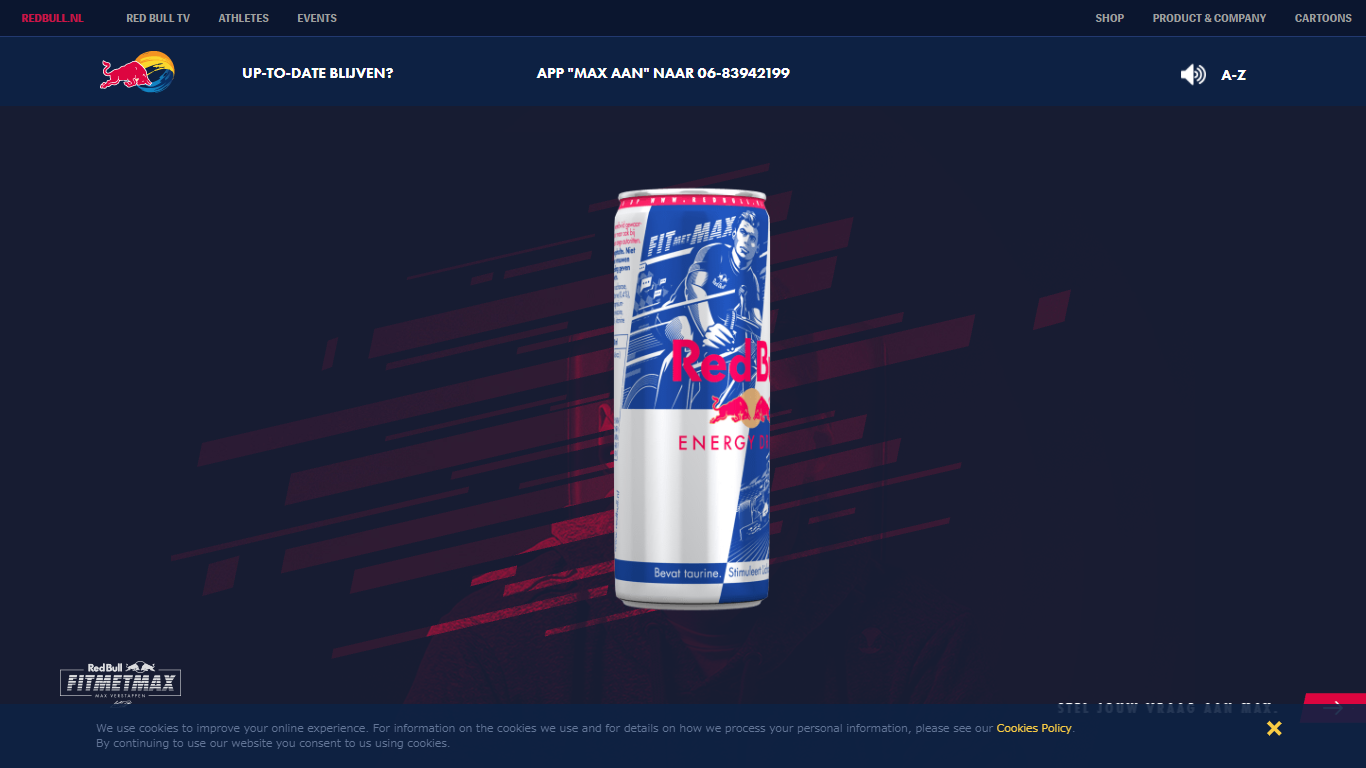 REDBULL.NL RED BULL TV ATHLETES EVENTS SHOP PRODUCT & COMPANY CARTOONS
UP-TO-DATE BLIJVEN? APP "MAX AAN" NAAR 06-83942199 A-Z
WWW.REDBULL.
FIT MET MAX
Red B
ENERGY D
Bevat taurine. Stimuleert
Red Bull
FITMETMAX
MAX VERSTAPPEN
STEL JOUW VRAAG AAN MAX.
We use cookies to improve your online experience. For information on the cookies we use and for details on how we process your personal information, please see our Cookies Policy.
By continuing to use our website you consent to us using cookies.